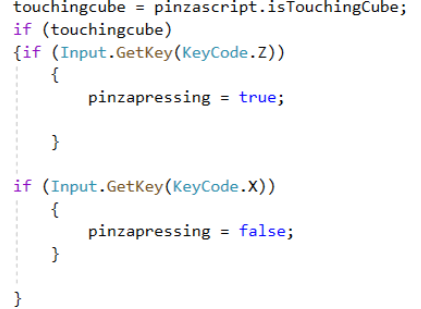 touchingcube = pinzascript.isTouchingCube;
if (touchingcube)
{if (Input.GetKey(KeyCode.Z))
{
pinzapressing = true;
}
if (Input.GetKey(KeyCode.X))
{
pinzapressing = false;
}
}